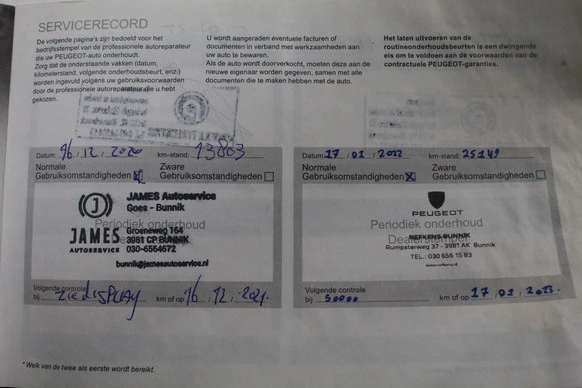 SERVICERECORD
De volgende pagina's zijn bedoeld voor het
bedrijfsstempel van de professionele autoreparateur
die uw PEUGEOT-auto onderhoudt.
Zorg dat de onderstaande vakken (datum,
kilometerstand, volgende onderhoudsbeurt, enz.)
worden ingevuld volgens uw gebruiksvoorwaarden
door de professionele autoreparateur die u hebt
gekozen.
U wordt aangeraden eventuele facturen of
documenten in verband met werkzaamheden aan
uw auto te bewaren.
Als de auto wordt doorverkocht, moeten deze aan de
nieuwe eigenaar worden gegeven, samen met alle
documenten die te maken hebben met de auto.
Het laten uitvoeren van de
routineonderhoudsbeurten is een dwingende
eis om te voldoen aan de voorwaarden van de
contractuele PEUGEOT-garanties.
Datum: 16, 12, 2020 km-stand: 13803
Normale Zware
Gebruiksomstandigheden Gebruiksomstandigheden
JAMES Autoservice
Goes - Bunnik
Periodiek onderhoud
JAMES
AUTOSERVICE
Groeneweg 164
3981 CP BUNNIK
030-6564672
bunnik@jamesautoservice.nl
Volgende controle
bij ZIE DISPLAY km of op 16, 12, 2021.
Datum: 17, 01, 2022 km-stand: 25149
Normale Zware
Gebruiksomstandigheden Gebruiksomstandigheden
PEUGEOT
Periodiek onderhoud
Dealerstempel
NEFKENS BUNNIK
Rumpsterweg 37 - 3981 AK Bunnik
TEL.: 030 656 15 83
Volgende controle
bij 50000 km of op 17, 01, 2023.
* Welk van de twee als eerste wordt bereikt.